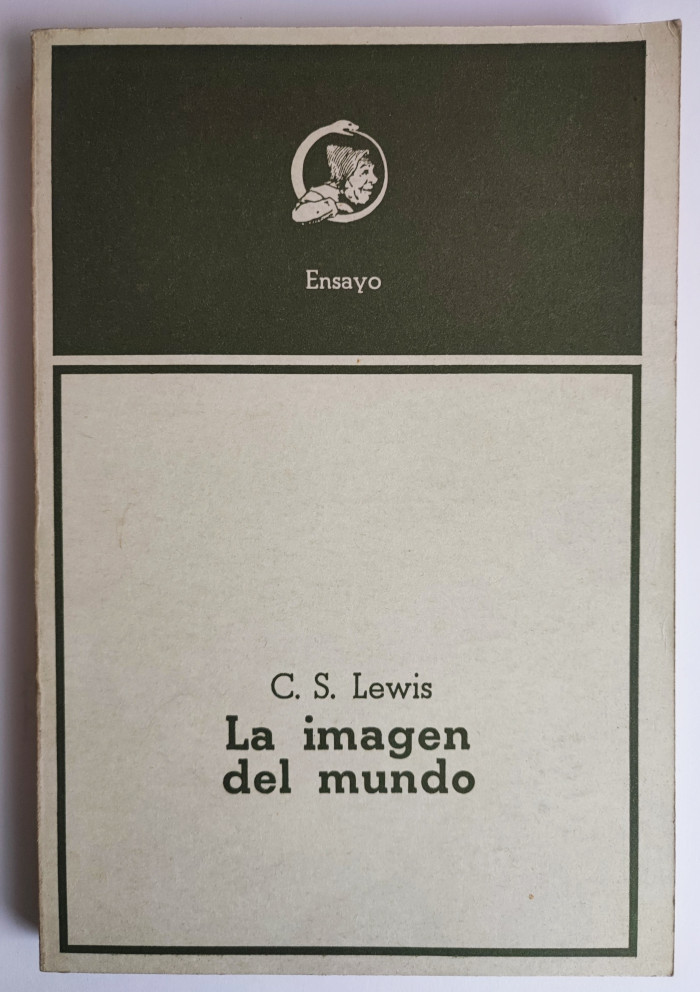 Ensayo
C. S. Lewis
La imagen
del mundo